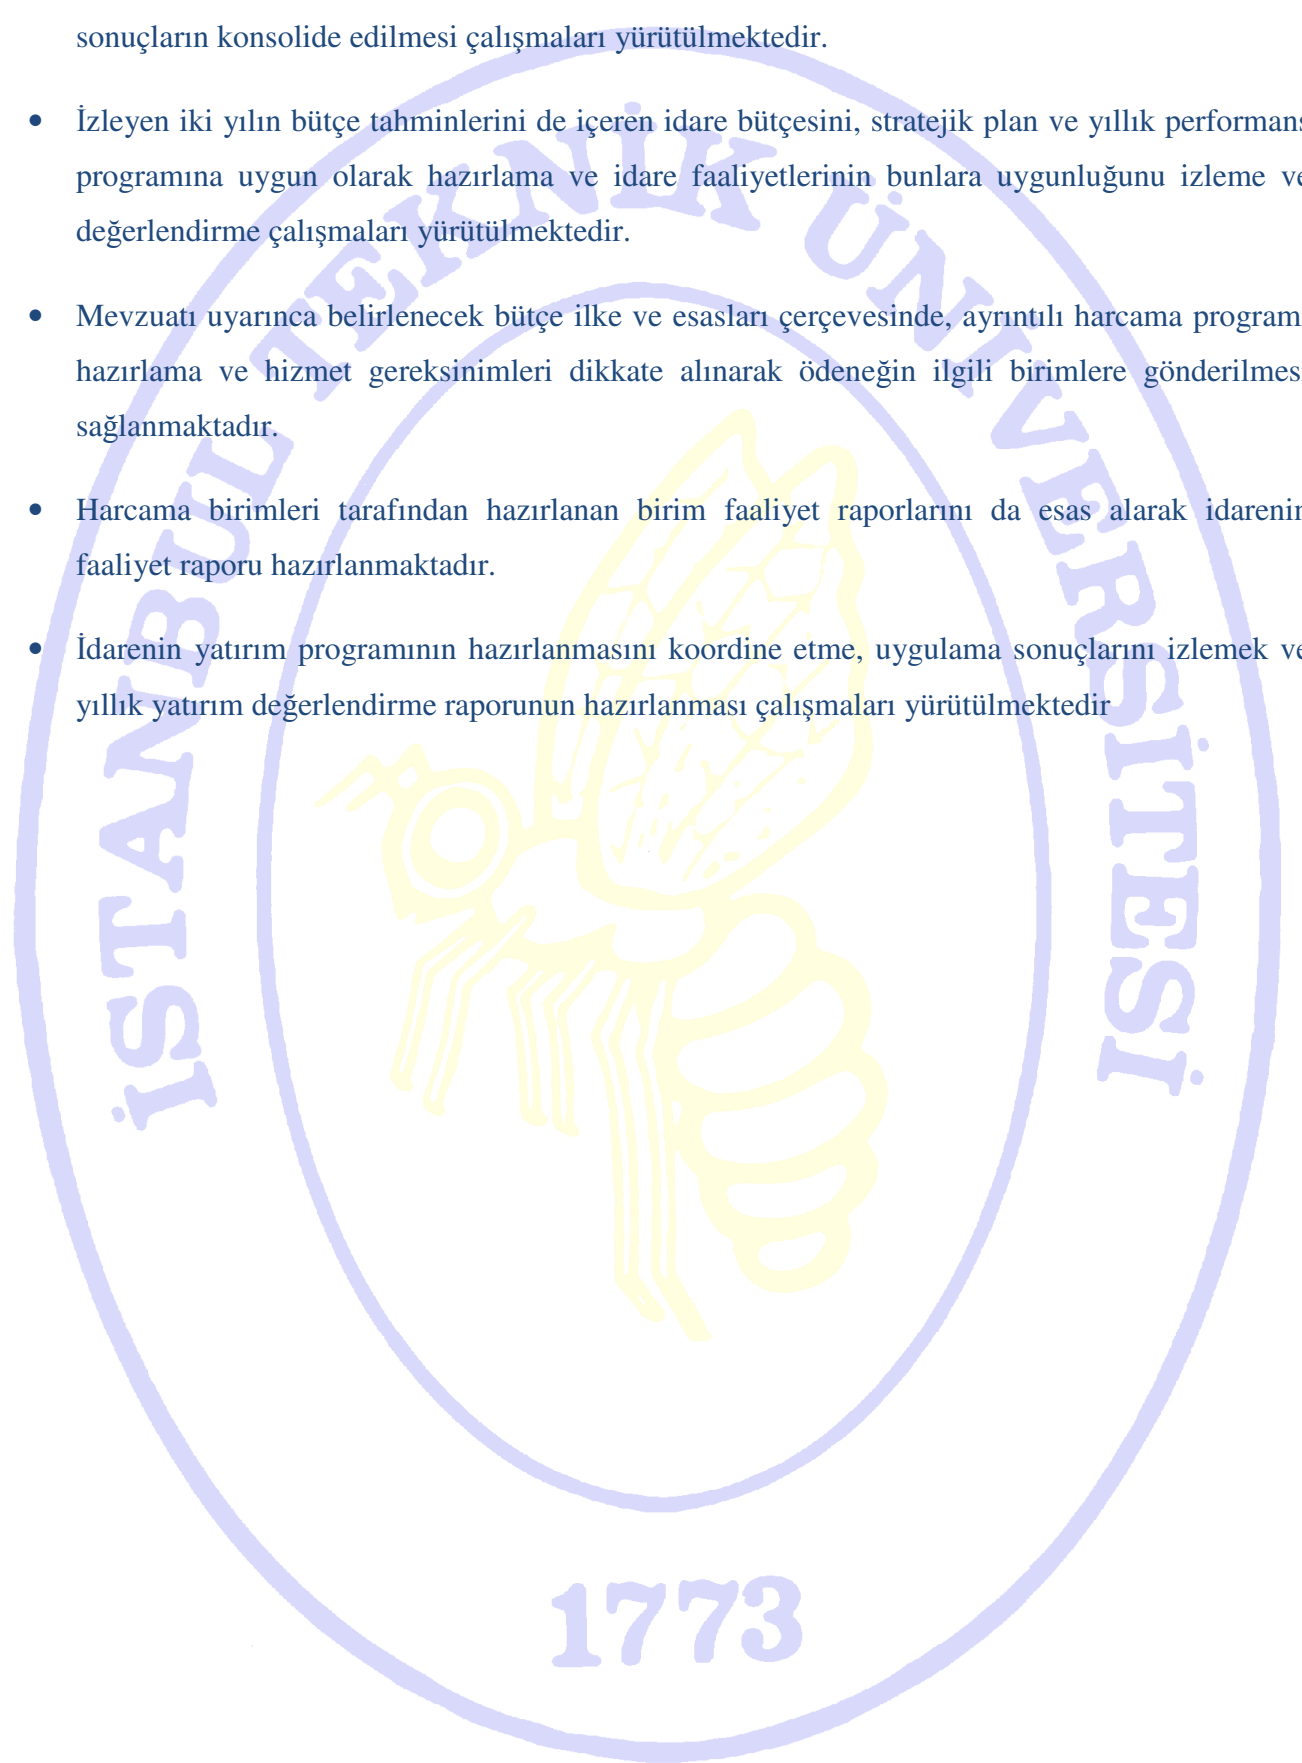 sonuçların konsolide edilmesi çalışmaları yürütülmektedir.
• İzleyen iki yılın bütçe tahminlerini de içeren idare bütçesini, stratejik plan ve yıllık performans
programına uygun olarak hazırlama ve idare faaliyetlerinin bunlara uygunluğunu izleme ve
değerlendirme çalışmaları yürütülmektedir.
• Mevzuatı uyarınca belirlenecek bütçe ilke ve esasları çerçevesinde, ayrıntılı harcama program
hazırlama ve hizmet gereksinimleri dikkate alınarak ödeneğin ilgili birimlere gönderilmes
sağlanmaktadır.
• Harcama birimleri tarafından hazırlanan birim faaliyet raporlarını da esas alarak idarenin
faaliyet raporu hazırlanmaktadır.
• İdarenin yatırım programının hazırlanmasını koordine etme, uygulama sonuçlarını izlemek ve
yıllık yatırım değerlendirme raporunun hazırlanması çalışmaları yürütülmektedir
İSTANBUL TEKNİK ÜNİVERSİTESİ
1773